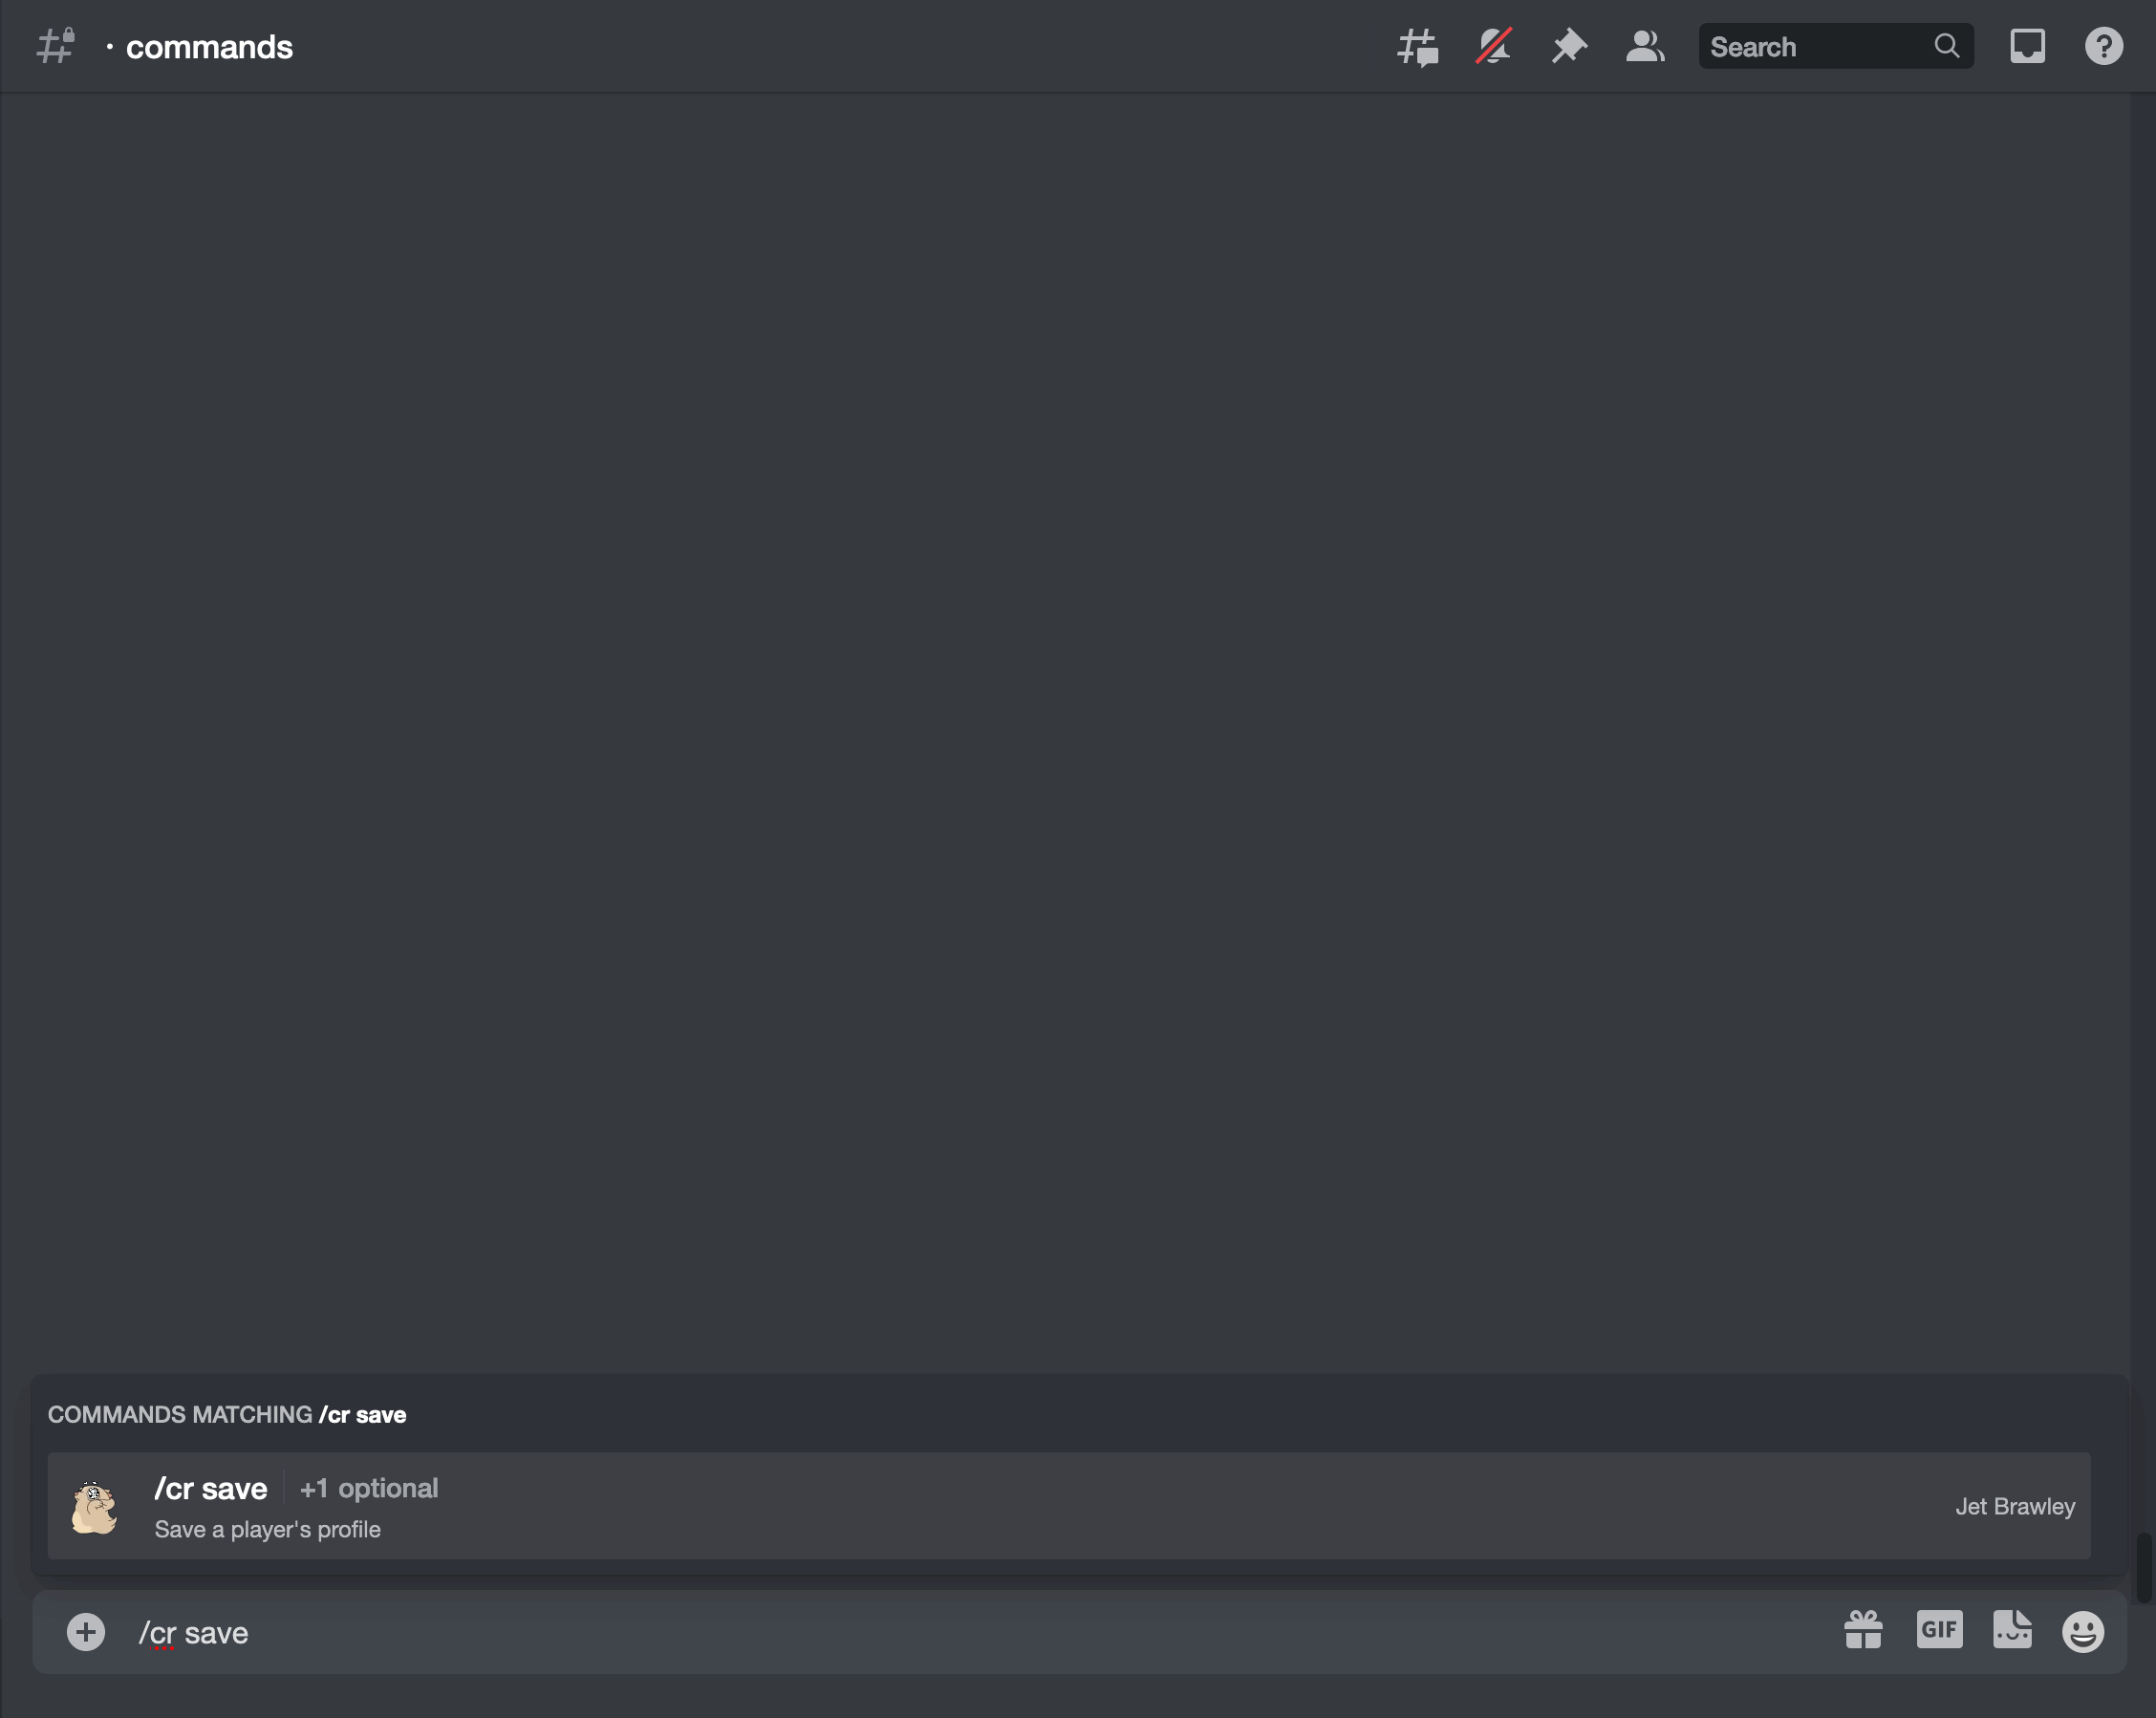 · commands
Search
COMMANDS MATCHING /cr save
/cr save +1 optional
Save a player's profile
Jet Brawley
/cr save
GIF